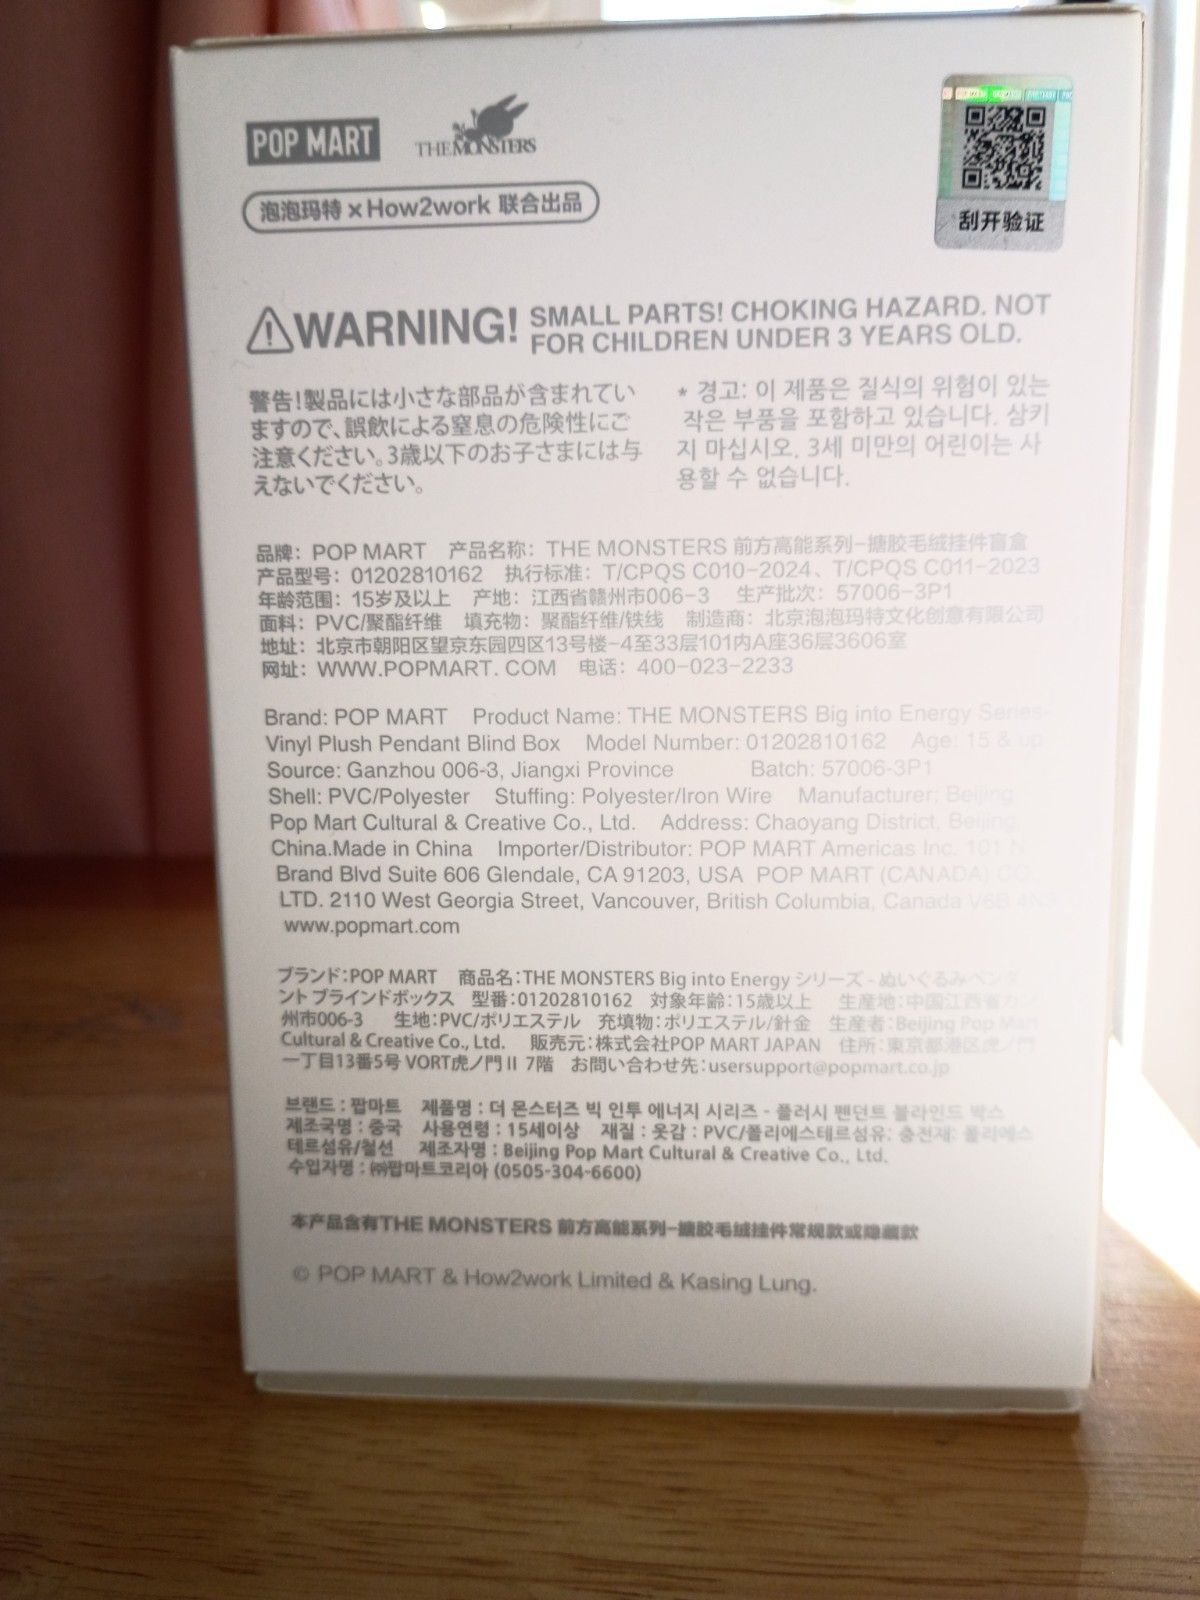 POP MART
THE MONSTERS
泡泡玛特×How2work 联合出品
刮开验证
WARNING! SMALL PARTS! CHOKING HAZARD. NOT
FOR CHILDREN UNDER 3 YEARS OLD.
警告!製品には小さな部品が含まれてい
ますので、誤飲による窒息の危険性にご
注意ください。3歳以下のお子さまには与
えないでください。
* 경고: 이 제품은 질식의 위험이 있는
작은 부품을 포함하고 있습니다. 삼키
지 마십시오. 3세 미만의 어린이는 사
용할 수 없습니다.
品牌：POP MART 产品名称：THE MONSTERS 前方高能系列-搪胶毛绒挂件盲盒
产品型号：01202810162 执行标准：T/CPQS C010-2024、T/CPQS C011-2023
年龄范围：15岁及以上 产地：江西省赣州市006-3 生产批次：57006-3P1
面料：PVC/聚酯纤维 填充物：聚酯纤维/铁线 制造商：北京泡泡玛特文化创意有限公司
地址：北京市朝阳区望京东园四区13号楼-4至33层101内A座36层3606室
网址：WWW.POPMART.COM 电话：400-023-2233
Brand: POP MART Product Name: THE MONSTERS Big into Energy Series-
Vinyl Plush Pendant Blind Box Model Number: 01202810162 Age: 15 & up
Source: Ganzhou 006-3, Jiangxi Province Batch: 57006-3P1
Shell: PVC/Polyester Stuffing: Polyester/Iron Wire Manufacturer: Beijing
Pop Mart Cultural & Creative Co., Ltd. Address: Chaoyang District, Beijing,
China.Made in China Importer/Distributor: POP MART Americas Inc. 101 N
Brand Blvd Suite 606 Glendale, CA 91203, USA POP MART (CANADA) CO.,
LTD. 2110 West Georgia Street, Vancouver, British Columbia, Canada
www.popmart.com
ブランド：POP MART 商品名：THE MONSTERS Big into Energy シリーズ - ぬいぐるみペンダ
ント ブラインドボックス 型番：01202810162 対象年齢：15歳以上 生産地：中国江西省カン
州市006-3 生地：PVC/ポリエステル 充填物：ポリエステル/針金 生産者：Beijing Pop Mart
Cultural & Creative Co., Ltd. 販売元：株式会社POP MART JAPAN 住所：東京都港区虎ノ門
一丁目13番5号 VORT虎ノ門 II 7階 お問い合わせ先：usersupport@popmart.co.jp
브랜드 : 팝마트 제품명 : 더 몬스터즈 빅 인투 에너지 시리즈 - 플러시 펜던트 블라인드 박스
제조국명 : 중국 사용연령 : 15세이상 재질 : 옷감 : PVC/폴리에스테르섬유: 충전재: 폴리에스
테르섬유/철선 제조자명 : Beijing Pop Mart Cultural & Creative Co., Ltd.
수입자명 : ㈜팝마트코리아 (0505-304-6600)
本产品含有THE MONSTERS 前方高能系列-搪胶毛绒挂件常规款或隐藏款
© POP MART & How2work Limited & Kasing Lung.